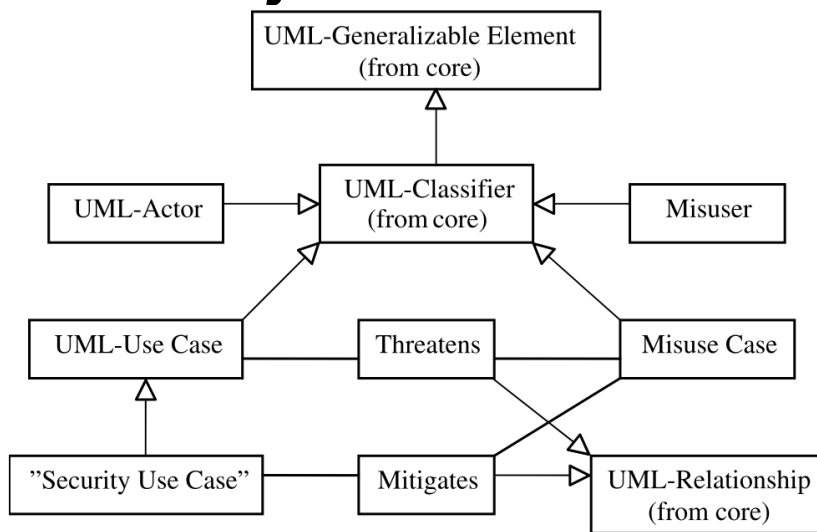 UML-Generalizable Element
(from core)
UML-Actor
UML-Classifier
(from core)
Misuser
UML-Use Case
Threatens
Misuse Case
”Security Use Case”
Mitigates
UML-Relationship
(from core)